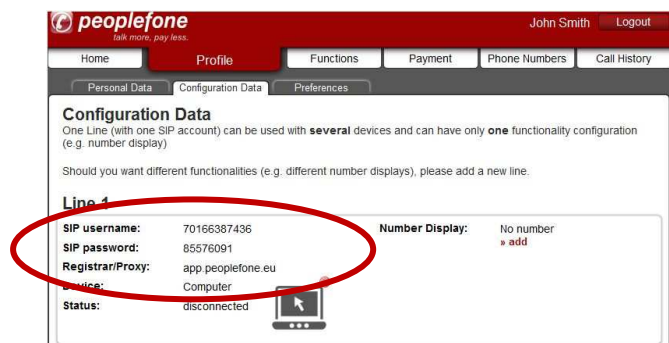 peoplefone
talk more, pay less.
John Smith Logout
Home Profile Functions Payment Phone Numbers Call History
Personal Data Configuration Data Preferences
Configuration Data
One Line (with one SIP account) can be used with several devices and can have only one functionality configuration
(e.g. number display)
Should you want different functionalities (e.g. different number displays), please add a new line.
Line 1
SIP username: 70166387436 Number Display: No number
SIP password: 85576091 » add
Registrar/Proxy: app.peoplefone.eu
Device: Computer
Status: disconnected